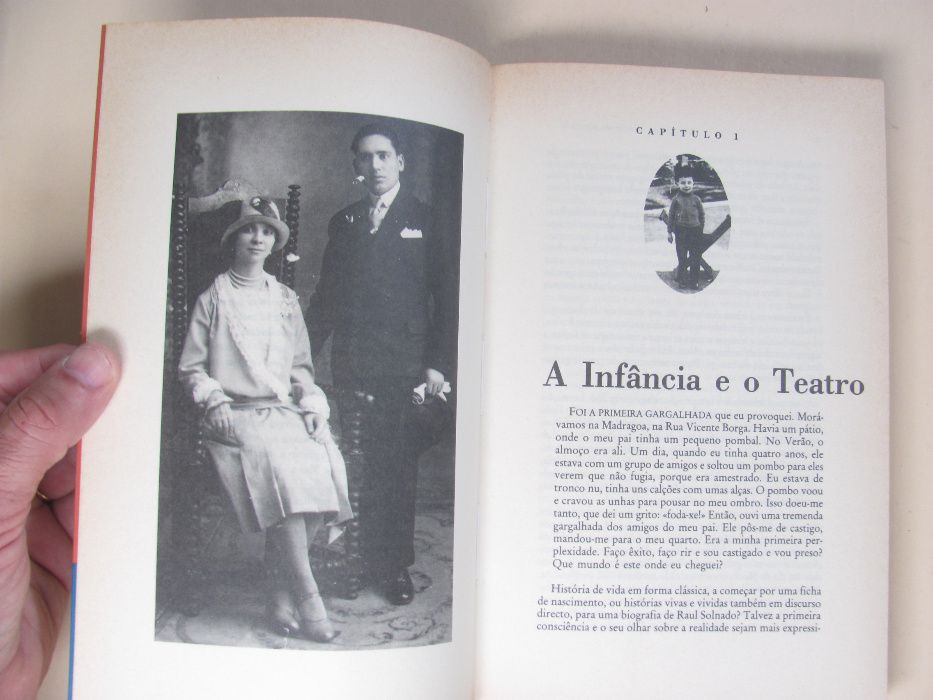 CAPÍTULO 1
A Infância e o Teatro
FOI A PRIMEIRA GARGALHADA que eu provoquei. Morá-
vamos na Madragoa, na Rua Vicente Borga. Havia um pátio,
onde o meu pai tinha um pequeno pombal. No Verão, o
almoço era ali. Um dia, quando eu tinha quatro anos, ele
estava com um grupo de amigos e soltou um pombo para eles
verem que não fugia, porque era amestrado. Eu estava de
tronco nu, tinha uns calções com umas alças. O pombo voou
e cravou as unhas para pousar no meu ombro. Isso doeu-me
tanto, que dei um grito: «foda-xe!» Então, ouvi uma tremenda
gargalhada dos amigos do meu pai. Ele pôs-me de castigo,
mandou-me para o meu quarto. Era a minha primeira per-
plexidade. Faço êxito, faço rir e sou castigado e vou preso?
Que mundo é este onde eu cheguei?
História de vida em forma clássica, a começar por uma ficha
de nascimento, ou histórias vivas e vividas também em discurso
directo, para uma biografia de Raul Solnado? Talvez a primeira
consciência e o seu olhar sobre a realidade sejam mais expressi-